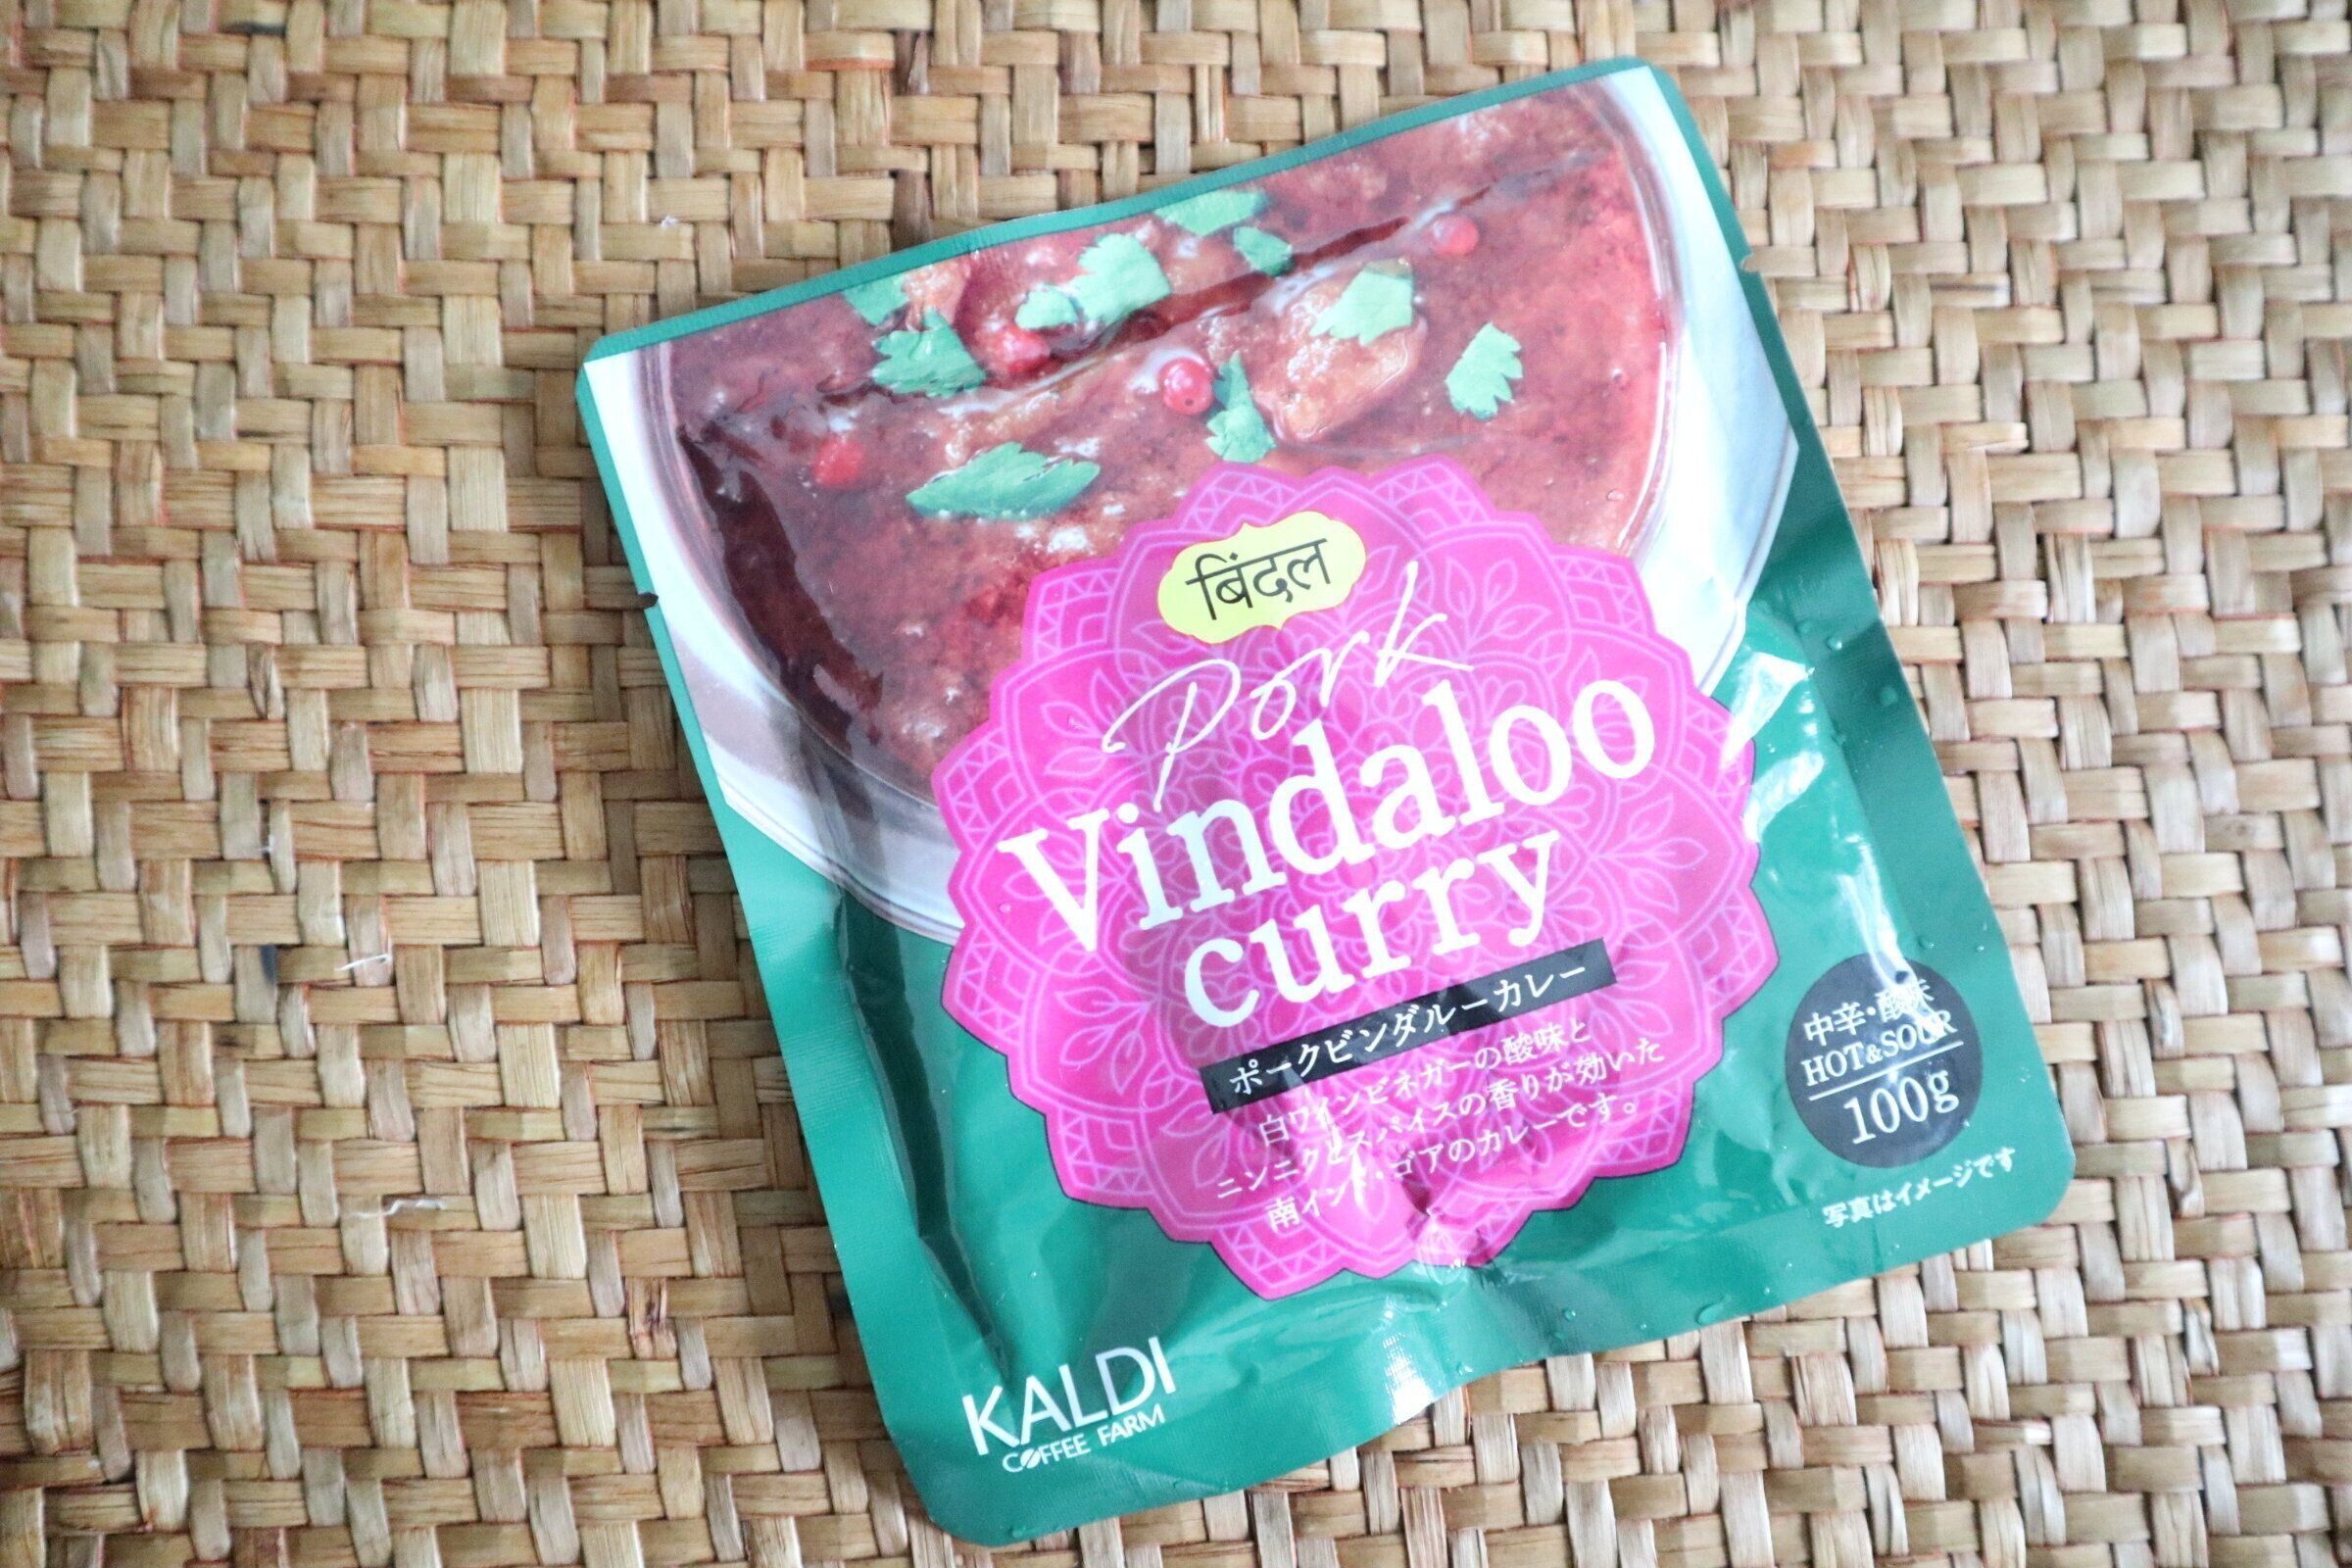 बिंदल
Pork
Vindaloo
curry
ポークビンダルーカレー
白ワインビネガーの酸味と
ニンニクとスパイスの香りが効いた
南インド・ゴアのカレーです。
中辛・酸味
HOT&SOUR
100g
写真はイメージです
KALDI
COFFEE FARM